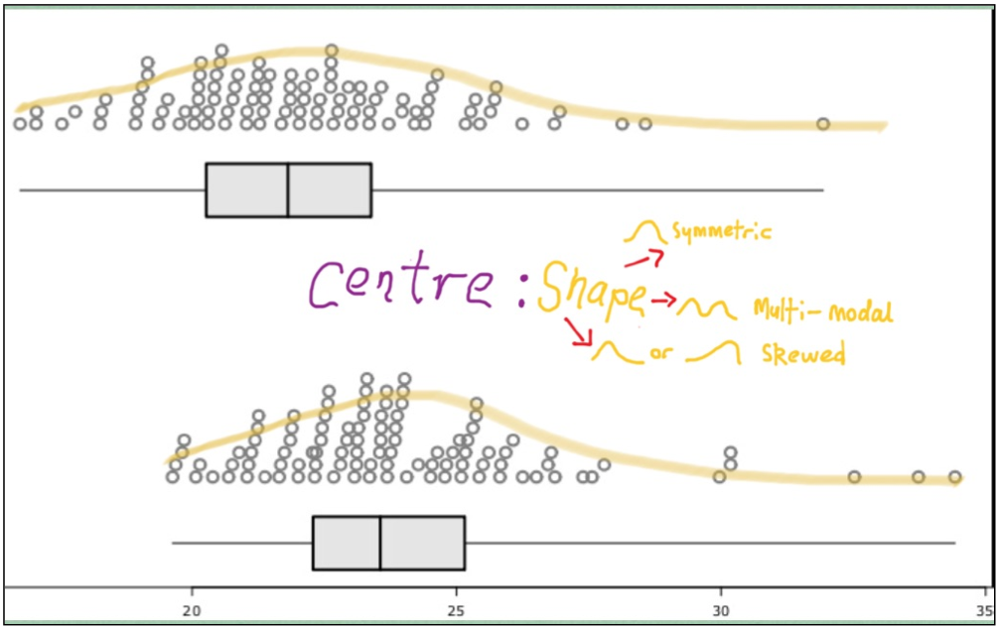 Symmetric
Centre : Shape
Multi-modal
or Skewed
20 25 30 35